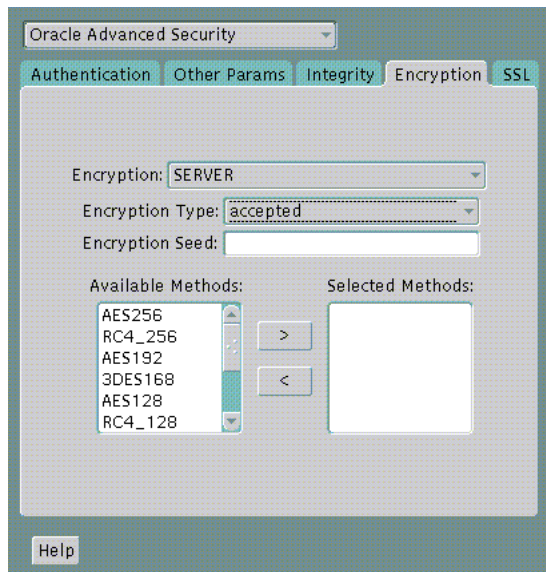 Oracle Advanced Security
Authentication Other Params Integrity Encryption SSL
Encryption: SERVER
Encryption Type: accepted
Encryption Seed:
Available Methods: Selected Methods:
AES256
RC4_256
>
AES192
3DES168
<
AES128
RC4_128
Help